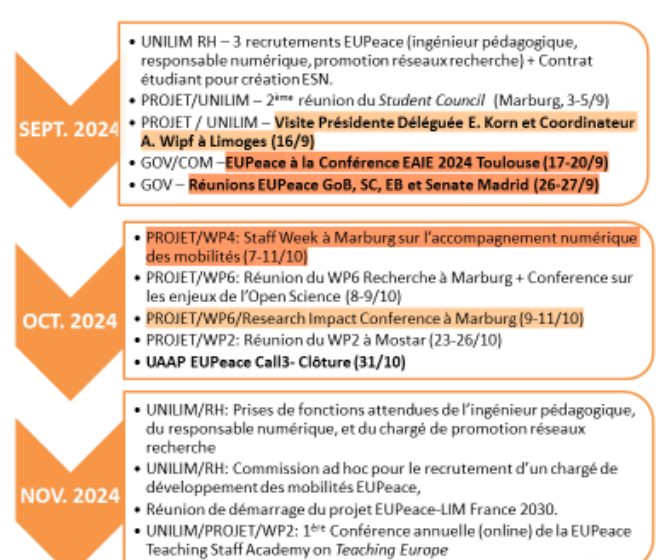 SEPT. 2024
• UNILIM RH – 3 recrutements EUPeace (ingénieur pédagogique,
responsable numérique, promotion réseaux recherche) + Contrat
étudiant pour création ESN.
• PROJET/UNILIM – 2ème réunion du Student Council (Marburg, 3-5/9)
• PROJET / UNILIM – Visite Présidente Déléguée E. Korn et Coordinateur
A. Wipf à Limoges (16/9)
• GOV/COM –EUPeace à la Conférence EAIE 2024 Toulouse (17-20/9)
• GOV – Réunions EUPeace GoB, SC, EB et Senate Madrid (26-27/9)
OCT. 2024
• PROJET/WP4: Staff Week à Marburg sur l'accompagnement numérique
des mobilités (7-11/10)
• PROJET/WP6: Réunion du WP6 Recherche à Marburg + Conference sur
les enjeux de l'Open Science (8-9/10)
• PROJET/WP6/Research Impact Conference à Marburg (9-11/10)
• PROJET/WP2: Réunion du WP2 à Mostar (23-26/10)
• UAAP EUPeace Call3- Clôture (31/10)
NOV. 2024
• UNILIM/RH: Prises de fonctions attendues de l'ingénieur pédagogique,
du responsable numérique, et du chargé de promotion réseaux
recherche
• UNILIM/RH: Commission ad hoc pour le recrutement d'un chargé de
développement des mobilités EUPeace,
• Réunion de démarrage du projet EUPeace-LIM France 2030.
• UNILIM/PROJET/WP2: 1ère Conférence annuelle (online) de la EUPeace
Teaching Staff Academy on Teaching Europe